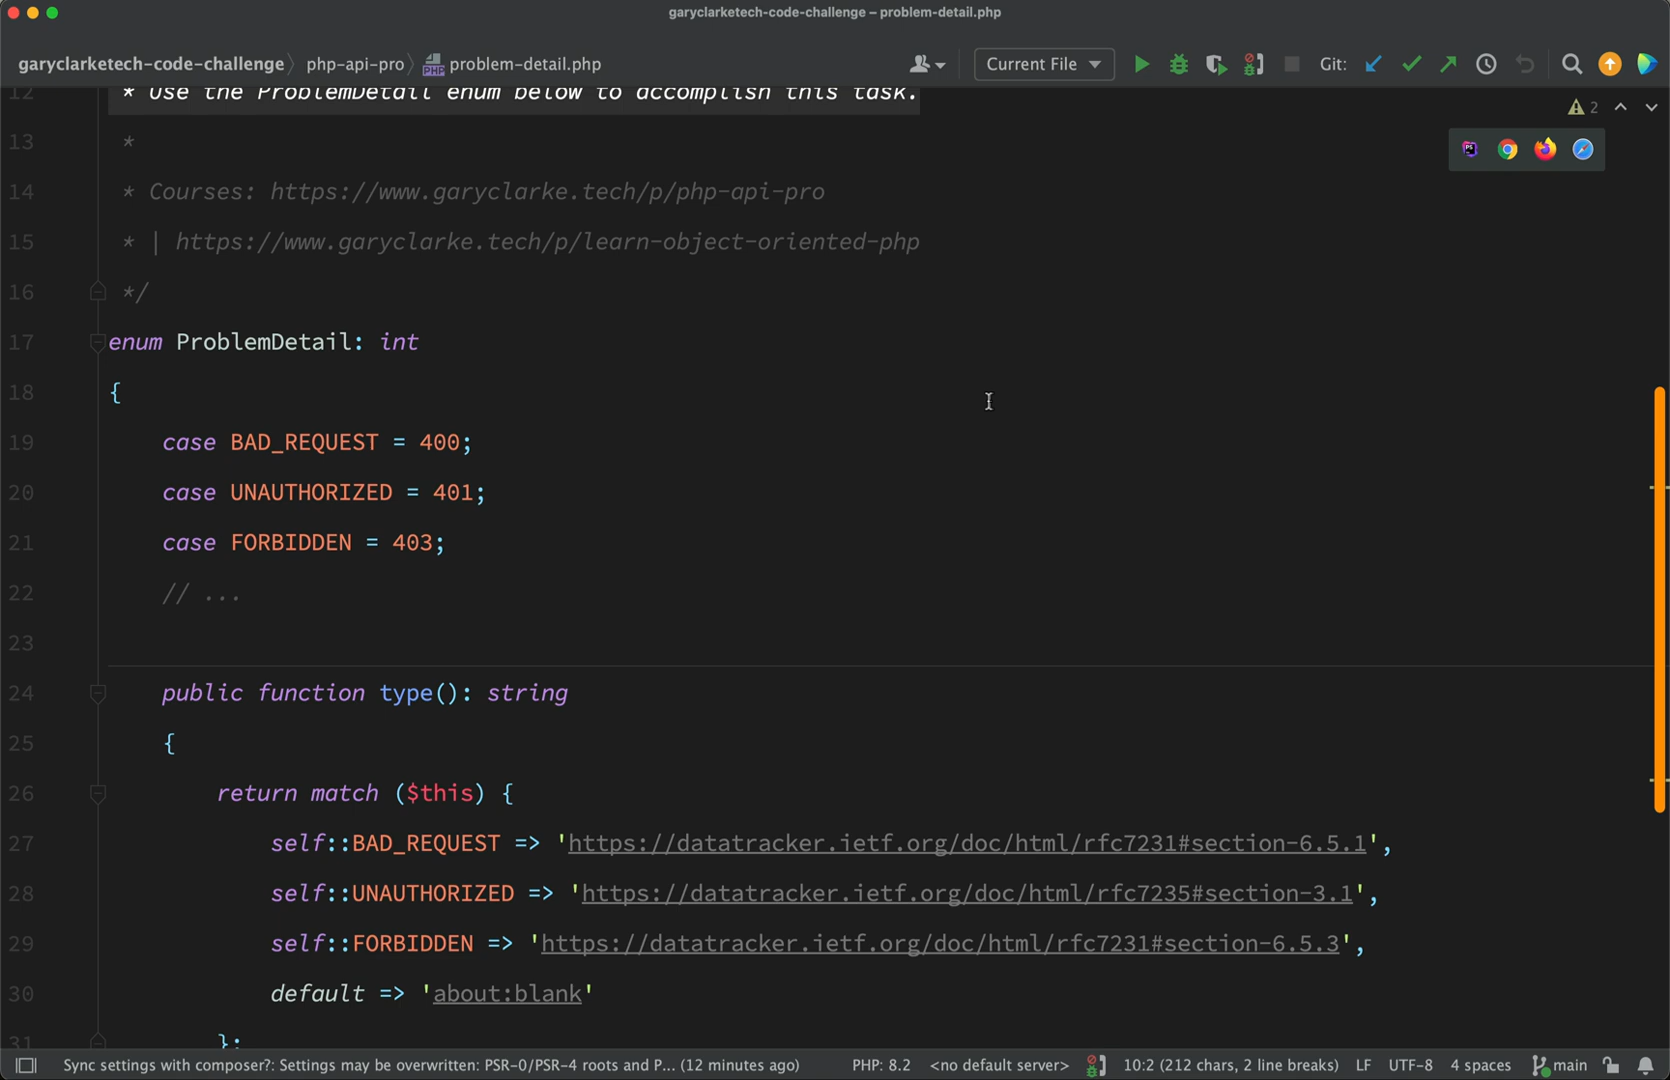 garyclarketech-code-challenge – problem-detail.php
garyclarketech-code-challenge php-api-pro PHP problem-detail.php Current File Git:
12 * Use the ProblemDetail enum below to accomplish this task.
2
13 *
PS
14 * Courses: https://www.garyclarke.tech/p/php-api-pro
15 * | https://www.garyclarke.tech/p/learn-object-oriented-php
16 */
17 enum ProblemDetail: int
18 {
19 case BAD_REQUEST = 400;
20 case UNAUTHORIZED = 401;
21 case FORBIDDEN = 403;
22 // ...
23
24 public function type(): string
25 {
26 return match ($this) {
27 self::BAD_REQUEST => 'https://datatracker.ietf.org/doc/html/rfc7231#section-6.5.1',
28 self::UNAUTHORIZED => 'https://datatracker.ietf.org/doc/html/rfc7235#section-3.1',
29 self::FORBIDDEN => 'https://datatracker.ietf.org/doc/html/rfc7231#section-6.5.3',
30 default => 'about:blank'
31 };
Sync settings with composer?: Settings may be overwritten: PSR-0/PSR-4 roots and P... (12 minutes ago) PHP: 8.2 <no default server> 10:2 (212 chars, 2 line breaks) LF UTF-8 4 spaces main